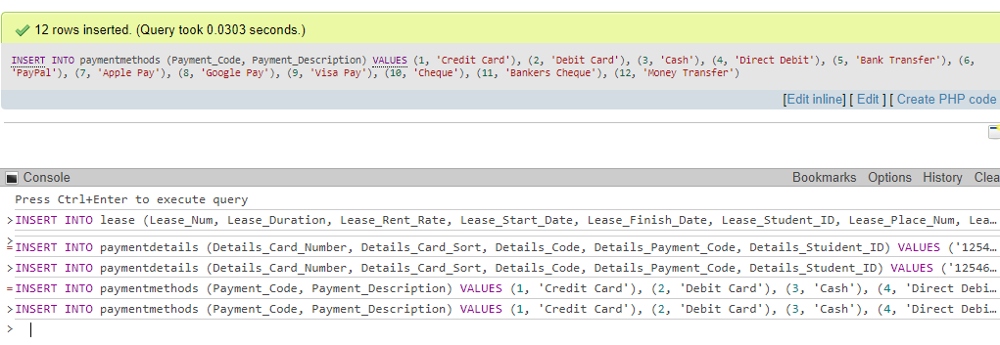 12 rows inserted. (Query took 0.0303 seconds.)
INSERT INTO paymentmethods (Payment_Code, Payment_Description) VALUES (1, 'Credit Card'), (2, 'Debit Card'), (3, 'Cash'), (4, 'Direct Debit'), (5, 'Bank Transfer'), (6,
'PayPal'), (7, 'Apple Pay'), (8, 'Google Pay'), (9, 'Visa Pay'), (10, 'Cheque'), (11, 'Bankers Cheque'), (12, 'Money Transfer')
[Edit inline] [ Edit ] [ Create PHP code
Console Bookmarks Options History Clea
Press Ctrl+Enter to execute query
>INSERT INTO lease (Lease_Num, Lease_Duration, Lease_Rent_Rate, Lease_Start_Date, Lease_Finish_Date, Lease_Student_ID, Lease_Place_Num, Lea…
>
=INSERT INTO paymentdetails (Details_Card_Number, Details_Card_Sort, Details_Code, Details_Payment_Code, Details_Stuident_ID) VALUES ('1254…
>INSERT INTO paymentdetails (Details_Card_Number, Details_Card_Sort, Details_Code, Details_Payment_Code, Details_Student_ID) VALUES ('12546…
=INSERT INTO paymentmethods (Payment_Code, Payment_Description) VALUES (1, 'Credit Card'), (2, 'Debit Card'), (3, 'Cash'), (4, 'Direct Debi…
>INSERT INTO paymentmethods (Payment_Code, Payment_Description) VALUES (1, 'Credit Card'), (2, 'Debit Card'), (3, 'Cash'), (4, 'Direct Debi…
>